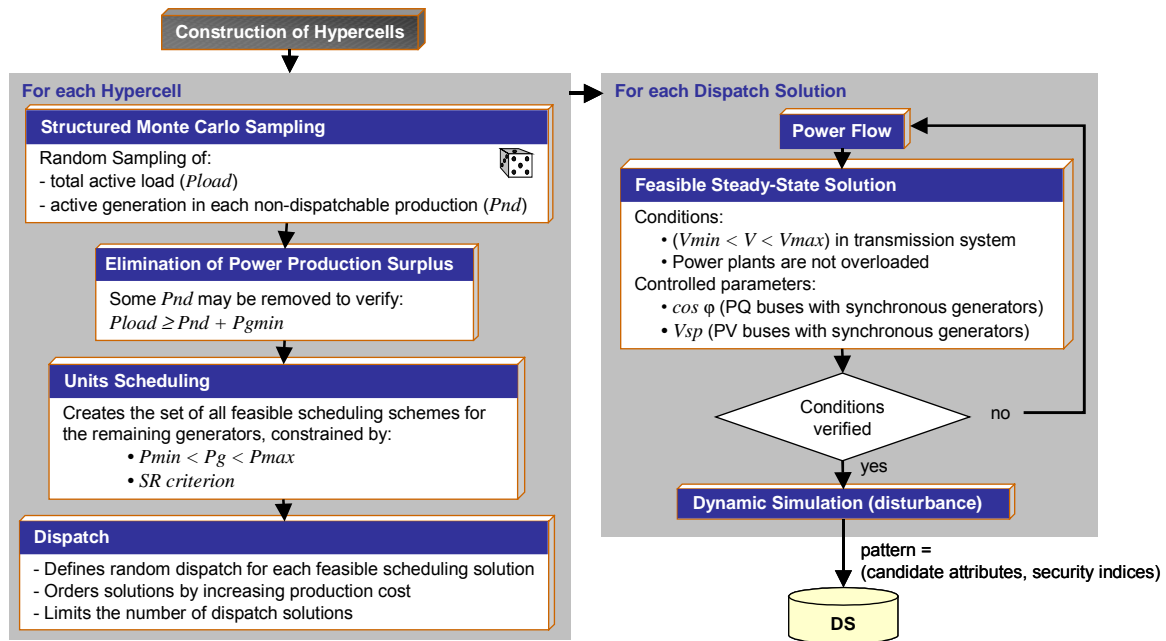 Construction of Hypercells
For each Hypercell
Structured Monte Carlo Sampling
Random Sampling of:
- total active load (Pload)
- active generation in each non-dispatchable production (Pnd)
Elimination of Power Production Surplus
Some Pnd may be removed to verify:
Pload ≥ Pnd + Pgmin
Units Scheduling
Creates the set of all feasible scheduling schemes for
the remaining generators, constrained by:
• Pmin < Pg < Pmax
• SR criterion
Dispatch
- Defines random dispatch for each feasible scheduling solution
- Orders solutions by increasing production cost
- Limits the number of dispatch solutions
For each Dispatch Solution
Power Flow
Feasible Steady-State Solution
Conditions:
• (Vmin < V < Vmax) in transmission system
• Power plants are not overloaded
Controlled parameters:
• cos φ (PQ buses with synchronous generators)
• Vsp (PV buses with synchronous generators)
Conditions
verified
no
yes
Dynamic Simulation (disturbance)
pattern =
(candidate attributes, security indices)
DS